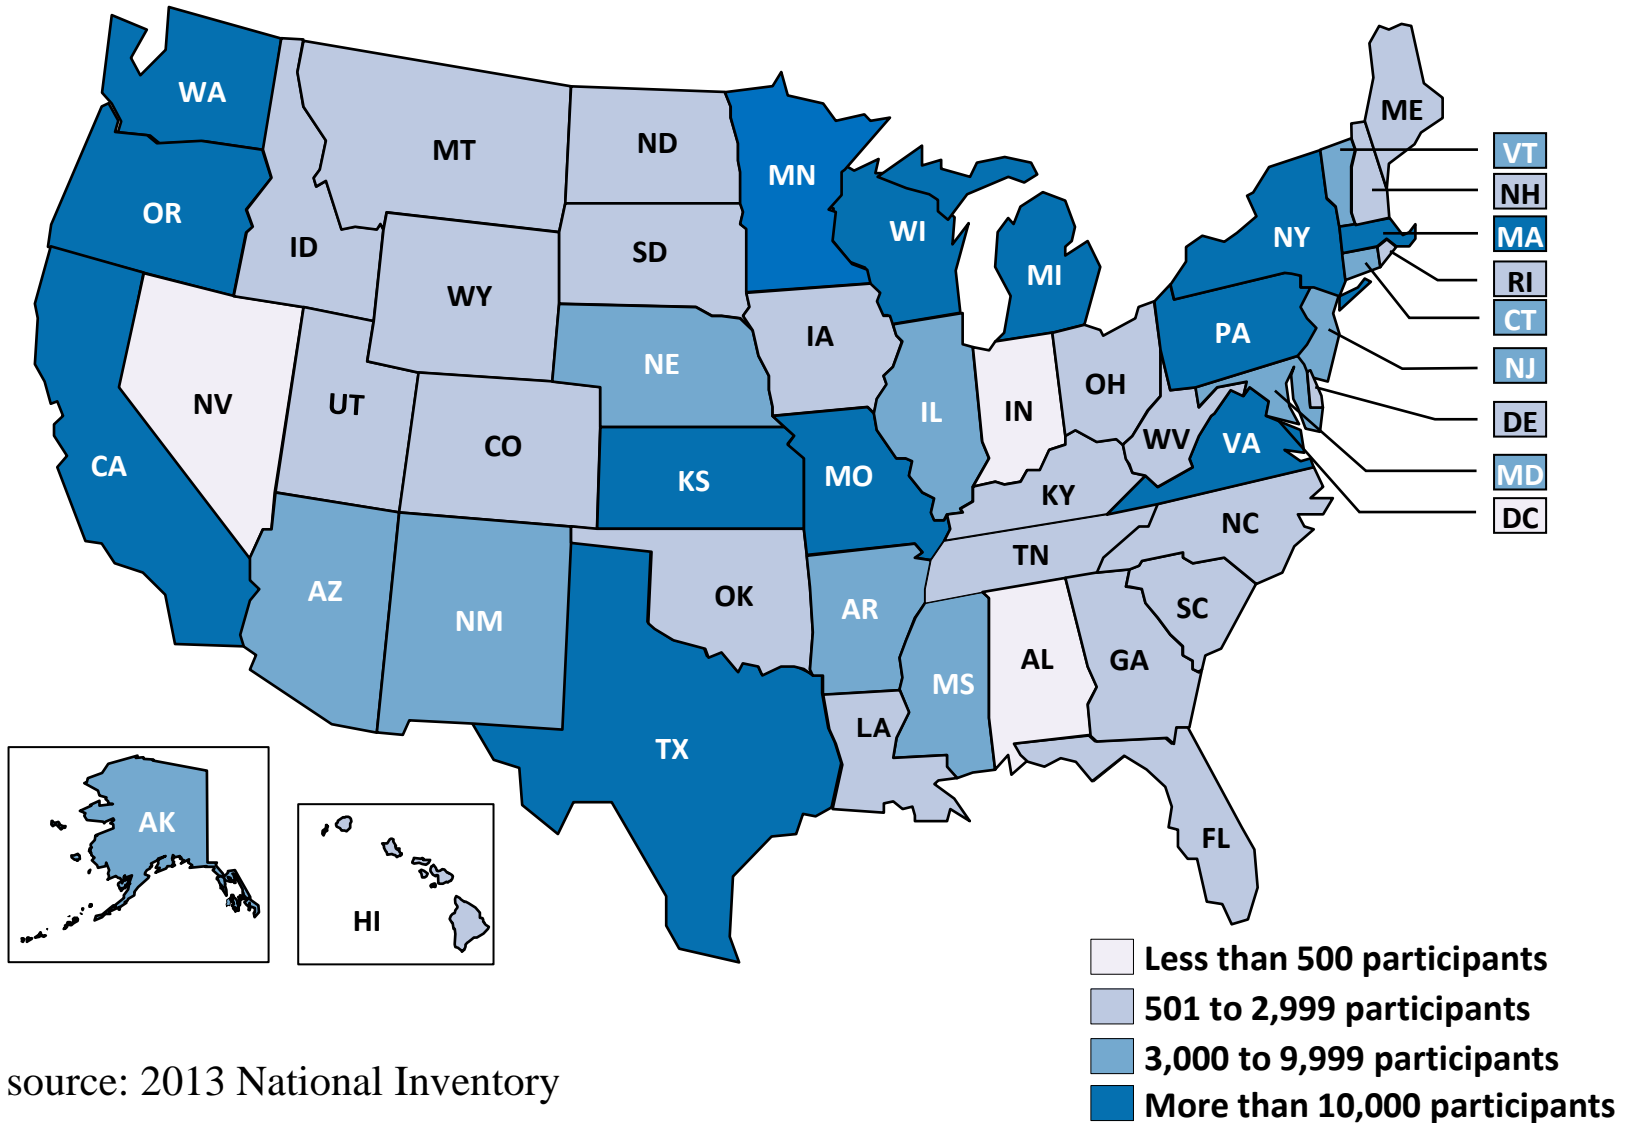 WA
ME
MT
ND
VT
MN
NH
OR
WI
NY
MA
ID
SD
MI
RI
WY
CT
IA
PA
NE
NJ
NV
UT
OH
IL
IN
DE
CO
WV
VA
CA
MD
KS
MO
KY
DC
NC
TN
AZ
OK
AR
SC
NM
AL
GA
MS
LA
TX
AK
FL
HI
Less than 500 participants
501 to 2,999 participants
3,000 to 9,999 participants
More than 10,000 participants
source: 2013 National Inventory